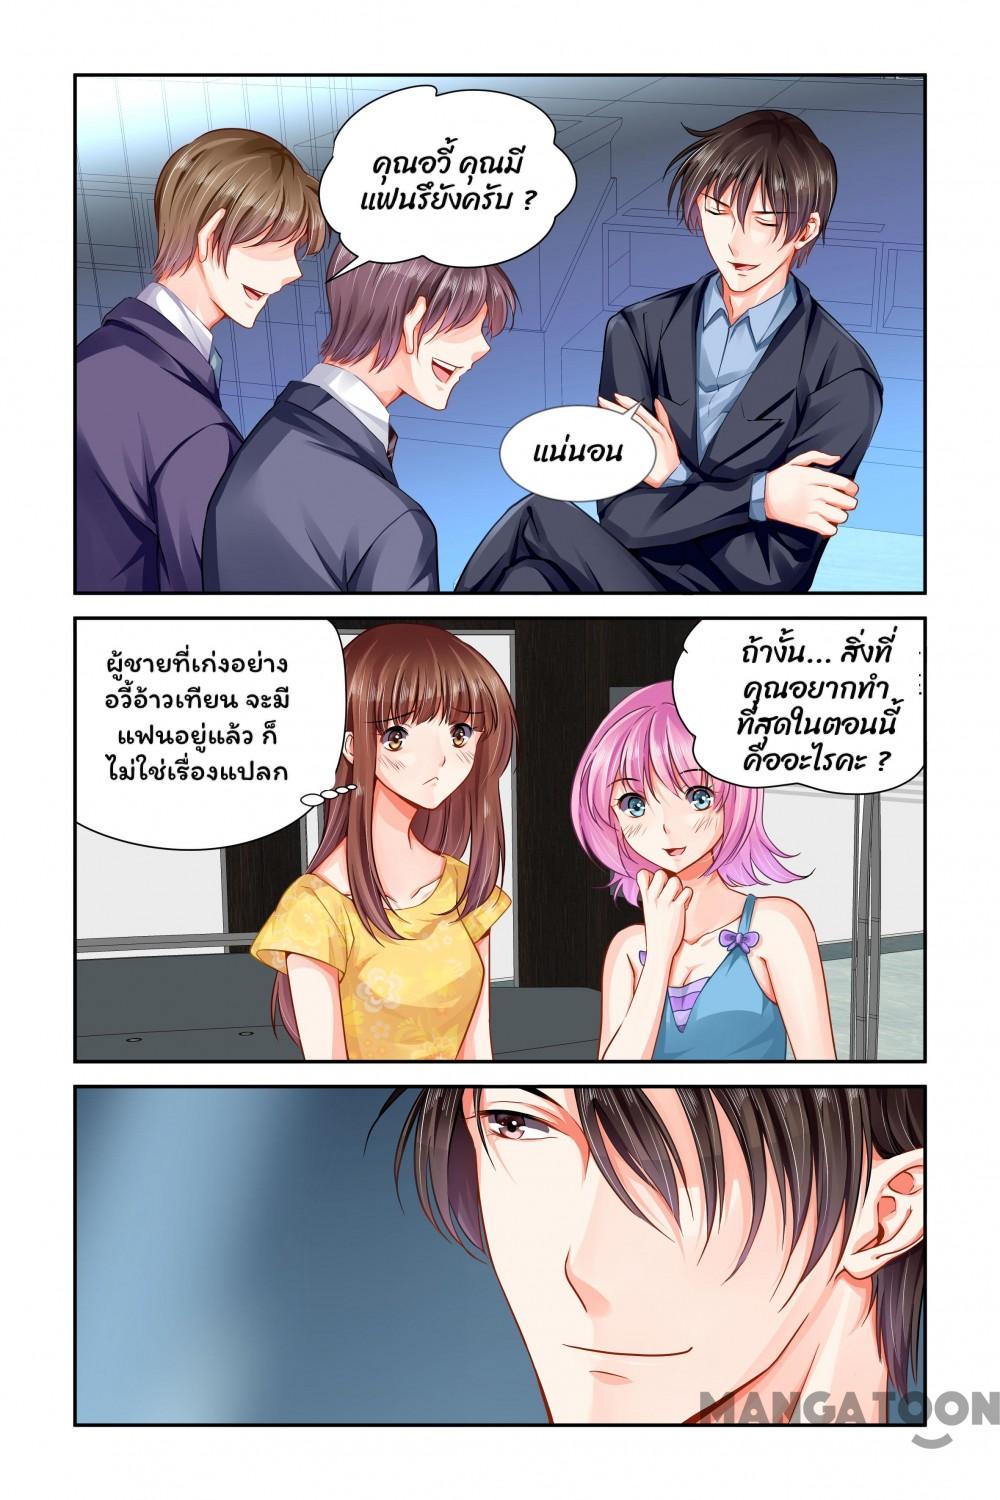 คุณอวี้ คุณมี
แฟนรึยังครับ ?
แน่นอน
ผู้ชายที่เก่งอย่าง
อวี้อ้าวเทียน จะมี
แฟนอยู่แล้ว ก็
ไม่ใช่เรื่องแปลก
ถ้างั้น... สิ่งที่
คุณอยากทำ
ที่สุดในตอนนี้
คืออะไรคะ ?
MANGATOON